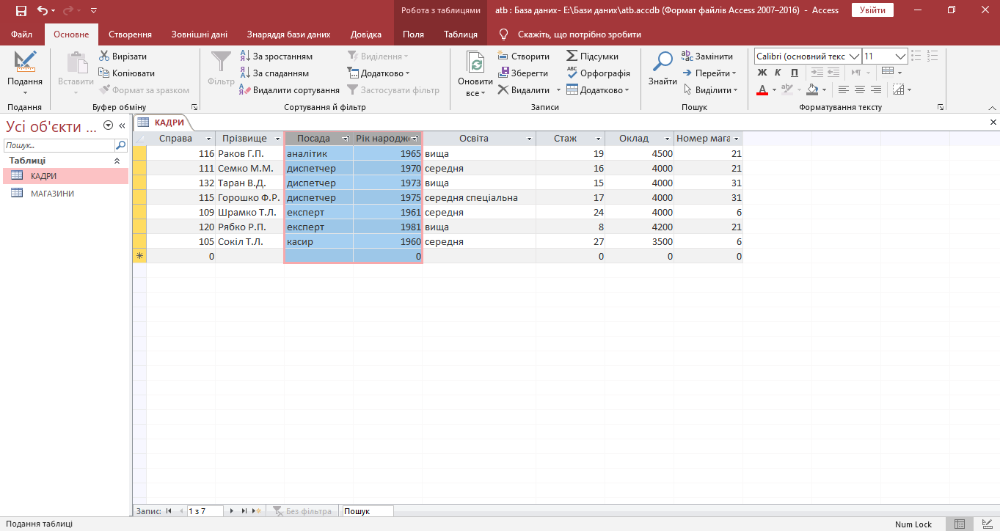 Робота з таблицями
atb : База даних- E:\Бази даних\atb.accdb (Формат файлів Access 2007–2016) - Access
Увійти
Файл Основне Створення Зовнішні дані Знаряддя бази даних Довідка Поля Таблиця Скажіть, що потрібно зробити
Подання
Вставити
Вирізати
Копіювати
Формат за зразком
Фільтр
За зростанням
За спаданням
Видалити сортування
Виділення
Додатково
Застосувати фільтр
Оновити
все
Створити
Зберегти
Видалити
Підсумки
Орфографія
Додатково
Знайти
Замінити
Перейти
Виділити
Calibri (основний текс 11
Ж К П
Подання Буфер обміну Сортування й фільтр Записи Пошук Форматування тексту
Усі об'єкти ...
Пошук...
Таблиці
КАДРИ
МАГАЗИНИ
КАДРИ
Справа Прізвище Посада Рік народже Освіта Стаж Оклад Номер мага
116 Раков Г.П. аналітик 1965 вища 19 4500 21
111 Семко М.М. диспетчер 1970 середня 16 4000 21
132 Таран В.Д. диспетчер 1973 вища 15 4000 31
115 Горошко Ф.Р. диспетчер 1975 середня спеціальна 17 4000 31
109 Шрамко Т.Л. експерт 1961 середня 24 4000 6
120 Рябко Р.П. експерт 1981 вища 8 4200 21
105 Сокіл Т.Л. касир 1960 середня 27 3500 6
0 0 0 0 0
Запис: 1 з 7 Без фільтра Пошук
Подання таблиці Num Lock